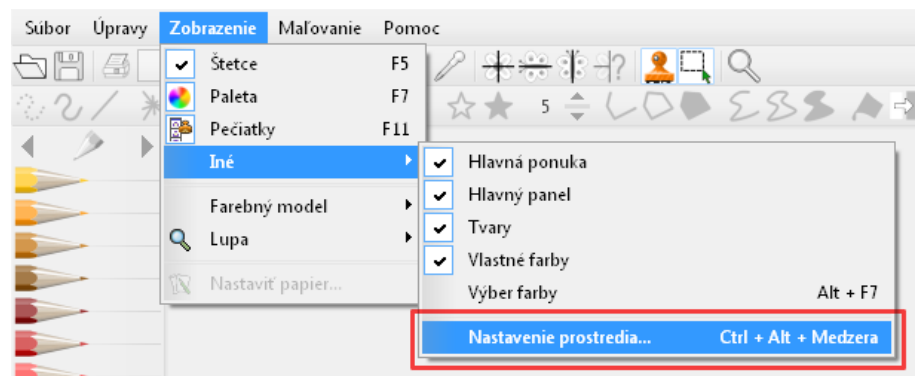 Súbor Úpravy Zobrazenie Maľovanie Pomoc
Štetce F5
Paleta F7
Pečiatky F11
Iné
Farebný model
Lupa
Nastaviť papier...
5
Hlavná ponuka
Hlavný panel
Tvary
Vlastné farby
Výber farby Alt + F7
Nastavenie prostredia... Ctrl + Alt + Medzera